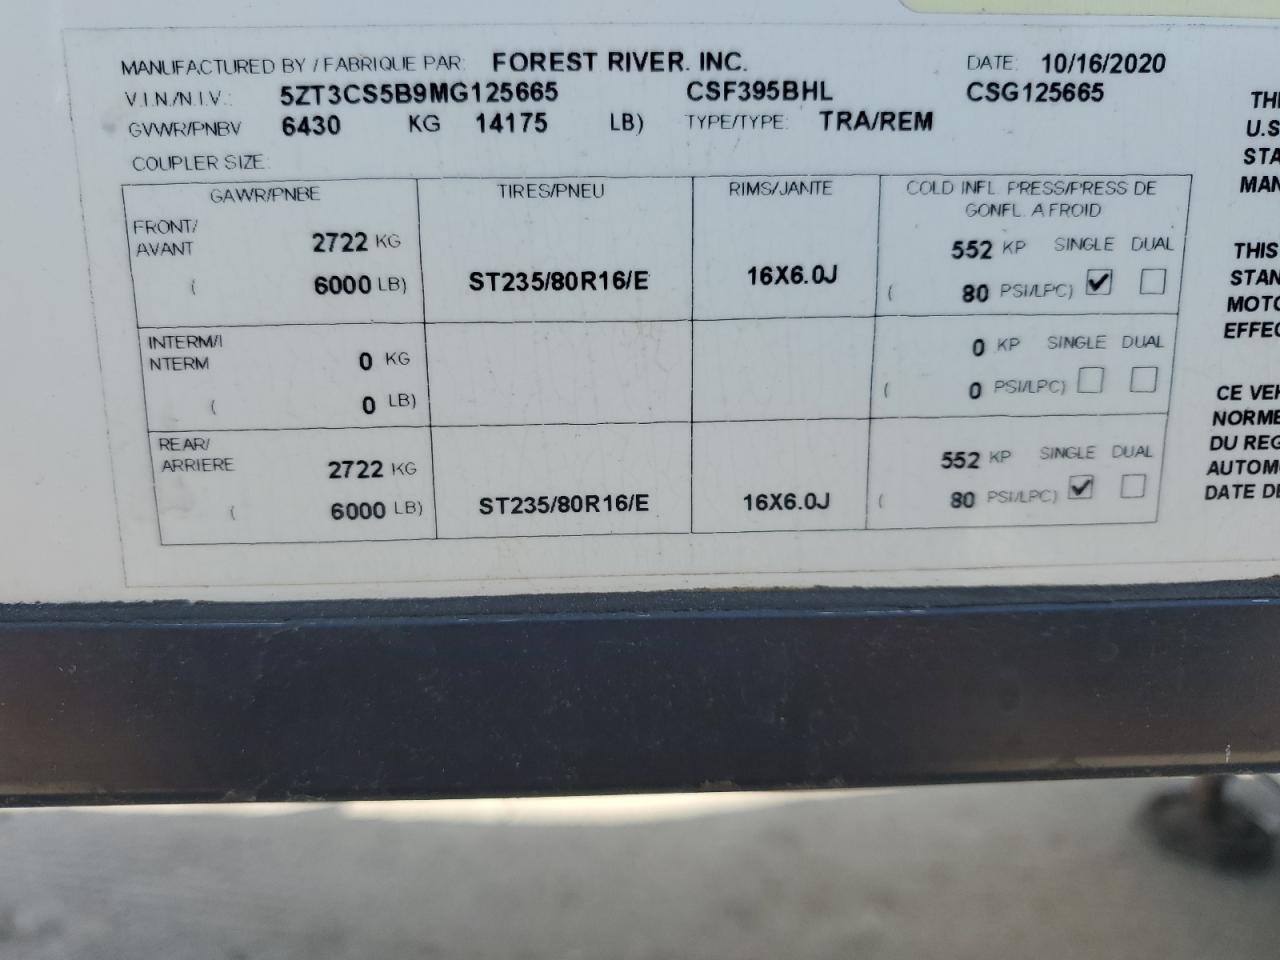 MANUFACTURED BY / FABRIQUE PAR: FOREST RIVER. INC. DATE: 10/16/2020
V.I.N./N.I.V.: 5ZT3CS5B9MG125665 CSF395BHL CSG125665
GVWR/PNBV 6430 KG 14175 LB) TYPE/TYPE: TRA/REM
COUPLER SIZE:
GAWR/PNBE TIRES/PNEU RIMS/JANTE COLD INFL. PRESS/PRESS DE
GONFL. A FROID
FRONT/
AVANT 2722 KG 552 KP SINGLE DUAL
( 6000 LB) ST235/80R16/E 16X6.0J ( 80 PSI/LPC)
INTERM/I
NTERM 0 KG 0 KP SINGLE DUAL
( 0 LB) ( 0 PSI/LPC)
REAR/
ARRIERE 2722 KG 552 KP SINGLE DUAL
( 6000 LB) ST235/80R16/E 16X6.0J ( 80 PSI/LPC)
U.S
THIS
CE
DU
DATE